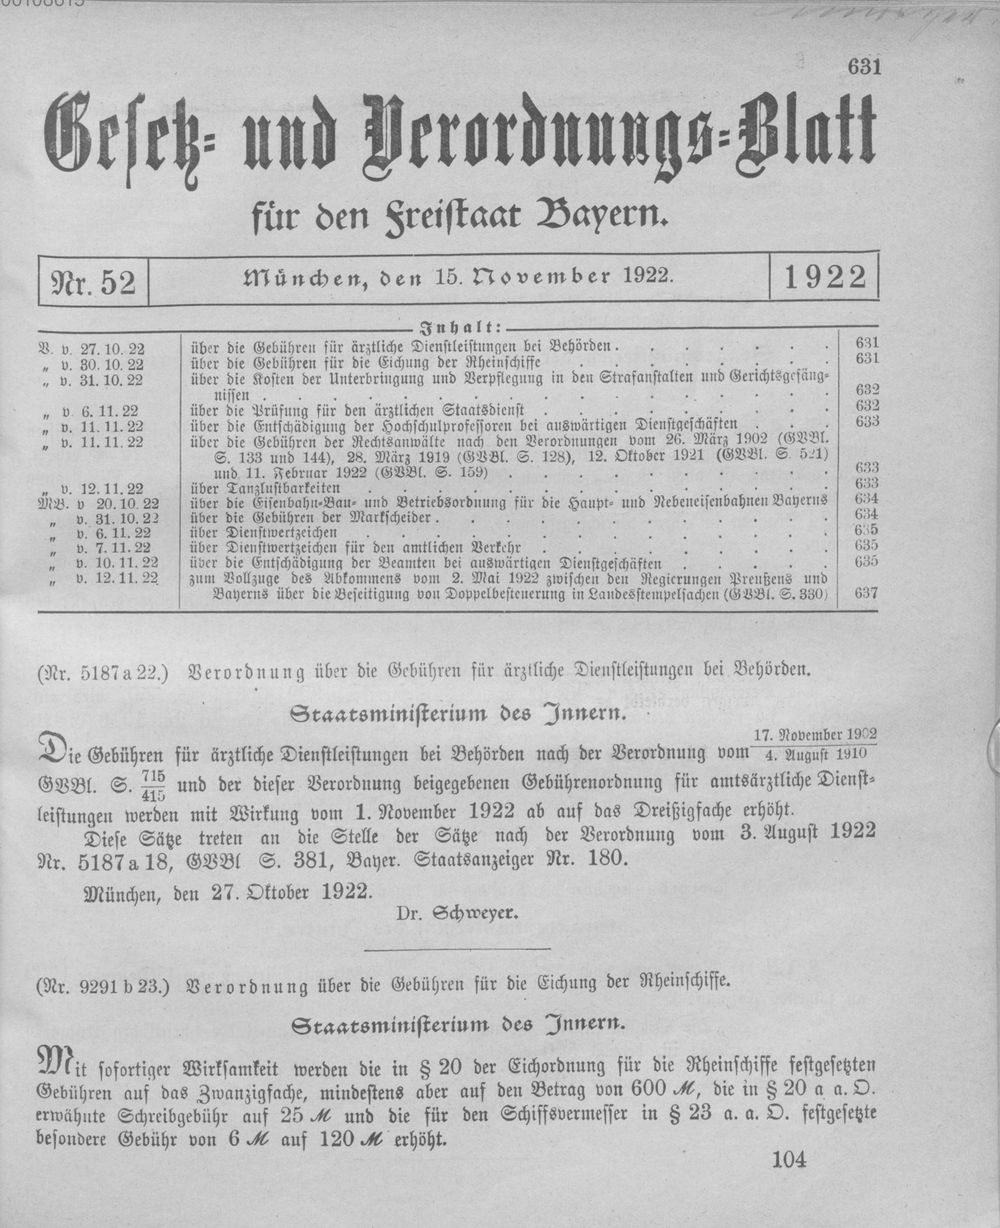 00108615
631
Gesetz- und Verordnungs-Blatt
für den Freistaat Bayern.
Nr. 52 München, den 15. November 1922. 1922
Inhalt:
V. v. 27. 10. 22 über die Gebühren für ärztliche Dienstleistungen bei Behörden . . . . . . 631
„ v. 30. 10. 22 über die Gebühren für die Eichung der Rheinschiffe . . . . . . . . 631
„ v. 31. 10. 22 über die Kosten der Unterbringung und Verpflegung in den Strafanstalten und Gerichtsgefäng-
nissen . . . . . . . . . . . . . . . . 632
„ v. 6. 11. 22 über die Prüfung für den ärztlichen Staatsdienst . . . . . . . . 632
„ v. 11. 11. 22 über die Entschädigung der Hochschulprofessoren bei auswärtigen Dienstgeschäften . . . 633
„ v. 11. 11. 22 über die Gebühren der Rechtsanwälte nach den Verordnungen vom 26. März 1902 (GVBl.
S. 133 und 144), 28. März 1919 (GVBl. S. 128), 12. Oktober 1921 (GVBl. S. 521)
und 11. Februar 1922 (GVBl. S. 159) . . . . . . . . . 633
„ v. 12. 11. 22 über Tanzlustbarkeiten . . . . . . . . . . . . . 633
MB. v 20. 10. 22 über die Eisenbahn-Bau- und Betriebsordnung für die Haupt- und Nebeneisenbahnen Bayerns 634
„ v. 31. 10. 22 über die Gebühren der Markscheider . . . . . . . . . . . 634
„ v. 6. 11. 22 über Dienstwertzeichen . . . . . . . . . . . . . 635
„ v. 7. 11. 22 über Dienstwertzeichen für den amtlichen Verkehr . . . . . . . . 635
„ v. 10. 11. 22 über die Entschädigung der Beamten bei auswärtigen Dienstgeschäften . . . . . 635
„ v. 12. 11. 22 zum Vollzuge des Abkommens vom 2. Mai 1922 zwischen den Regierungen Preußens und
Bayerns über die Beseitigung von Doppelbesteuerung in Landesstempelsachen (GVBl. S. 330) 637
(Nr. 5187 a 22.) Verordnung über die Gebühren für ärztliche Dienstleistungen bei Behörden.
Staatsministerium des Innern.
Die Gebühren für ärztliche Dienstleistungen bei Behörden nach der Verordnung vom 17. November 1902 / 4. August 1910
GVBl. S. 715/415 und der dieser Verordnung beigegebenen Gebührenordnung für amtsärztliche Dienst-
leistungen werden mit Wirkung vom 1. November 1922 ab auf das Dreißigfache erhöht.
Diese Sätze treten an die Stelle der Sätze nach der Verordnung vom 3. August 1922
Nr. 5187 a 18, GVBl S. 381, Bayer. Staatsanzeiger Nr. 180.
München, den 27. Oktober 1922.
Dr. Schweyer.
(Nr. 9291 b 23.) Verordnung über die Gebühren für die Eichung der Rheinschiffe.
Staatsministerium des Innern.
Mit sofortiger Wirksamkeit werden die in § 20 der Eichordnung für die Rheinschiffe festgesetzten
Gebühren auf das Zwanzigfache, mindestens aber auf den Betrag von 600 ℳ, die in § 20 a a. O.
erwähnte Schreibgebühr auf 25 ℳ und die für den Schiffsvermesser in § 23 a. a. O. festgesetzte
besondere Gebühr von 6 ℳ auf 120 ℳ erhöht.
104